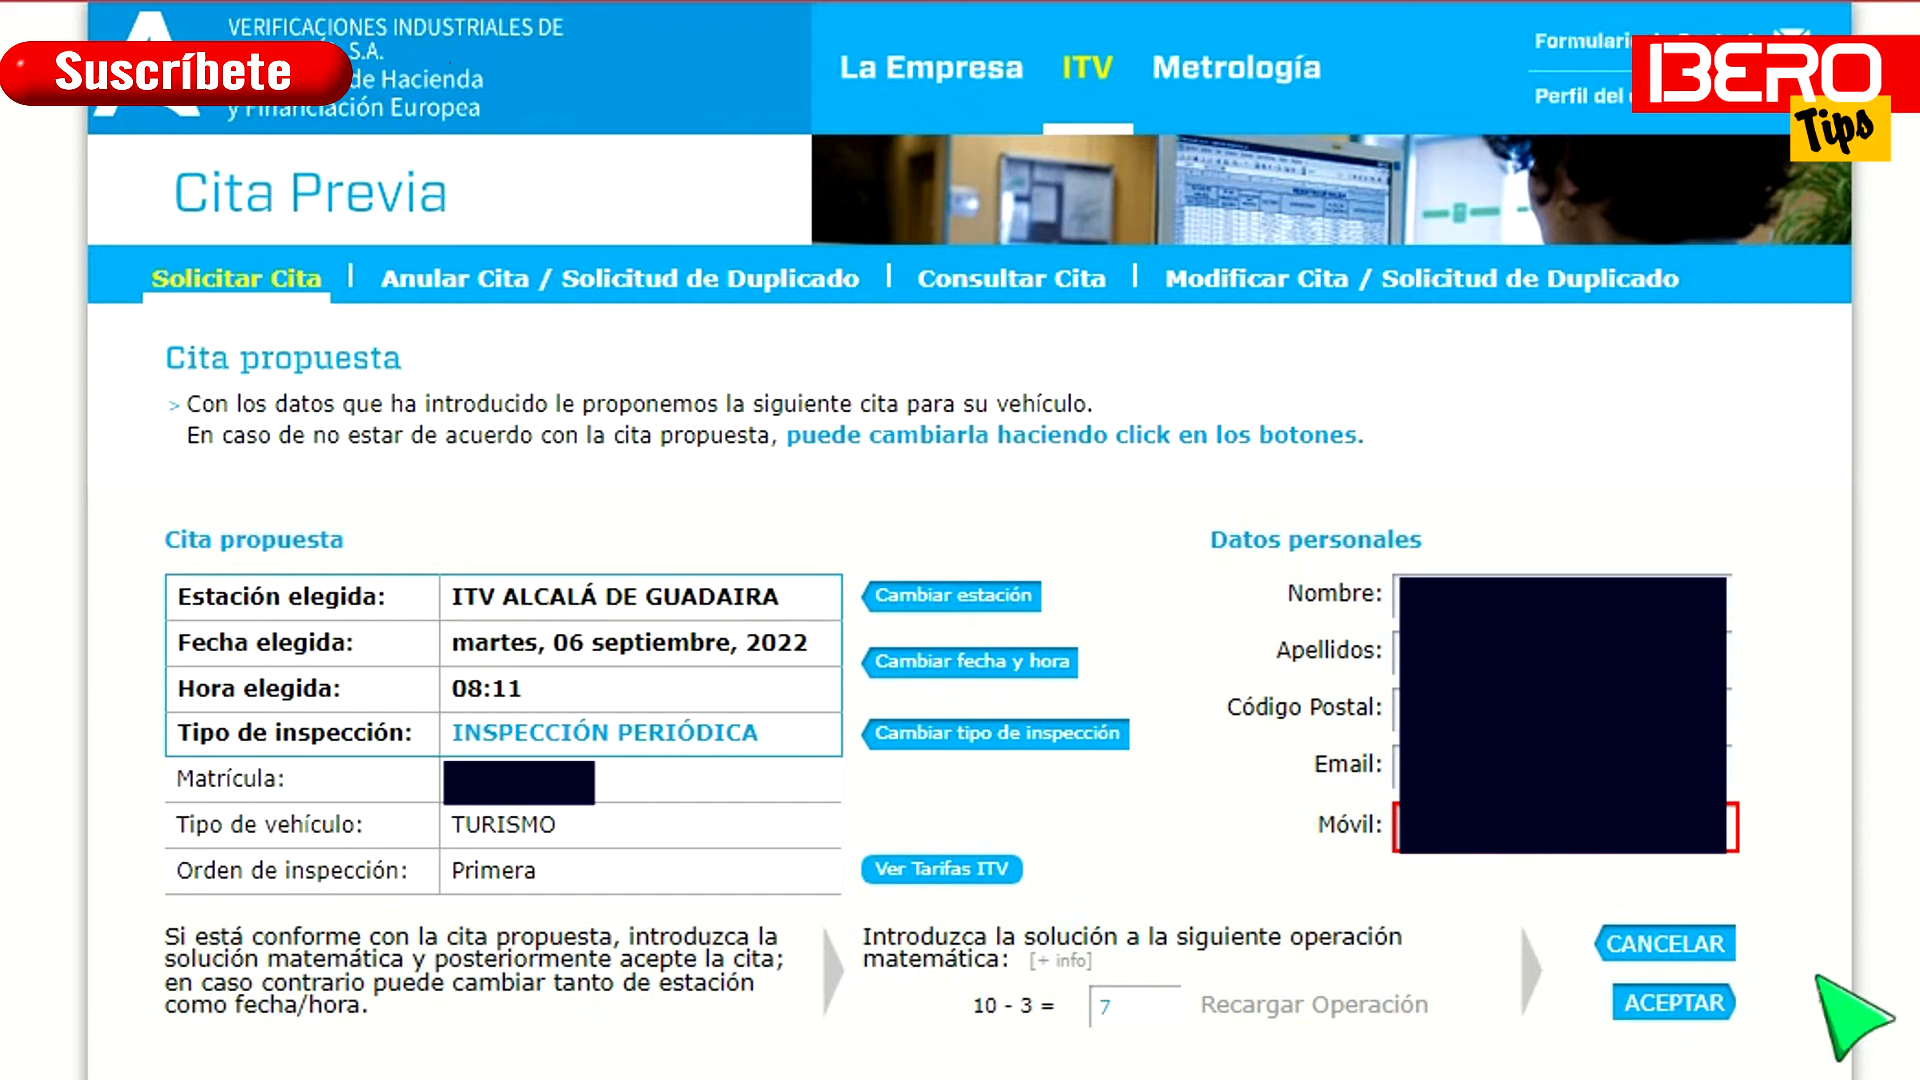 VERIFICACIONES INDUSTRIALES DE
S.A.
de Hacienda
y Financiación Europea
Suscríbete
La Empresa
ITV
Metrología
Perfil del
BERO
Tips
Cita Previa
Solicitar Cita | Anular Cita / Solicitud de Duplicado | Consultar Cita | Modificar Cita / Solicitud de Duplicado
Cita propuesta
> Con los datos que ha introducido le proponemos la siguiente cita para su vehículo.
En caso de no estar de acuerdo con la cita propuesta, puede cambiarla haciendo click en los botones.
Cita propuesta
Estación elegida: ITV ALCALÁ DE GUADAIRA
Fecha elegida: martes, 06 septiembre, 2022
Hora elegida: 08:11
Tipo de inspección: INSPECCIÓN PERIÓDICA
Matrícula:
Tipo de vehículo: TURISMO
Orden de inspección: Primera
Cambiar estación
Cambiar fecha y hora
Cambiar tipo de inspección
Ver Tarifas ITV
Datos personales
Nombre:
Apellidos:
Código Postal:
Email:
Móvil:
Si está conforme con la cita propuesta, introduzca la
solución matemática y posteriormente acepte la cita;
en caso contrario puede cambiar tanto de estación
como fecha/hora.
Introduzca la solución a la siguiente operación
matemática: [+ info]
10 - 3 = 7 Recargar Operación
CANCELAR
ACEPTAR